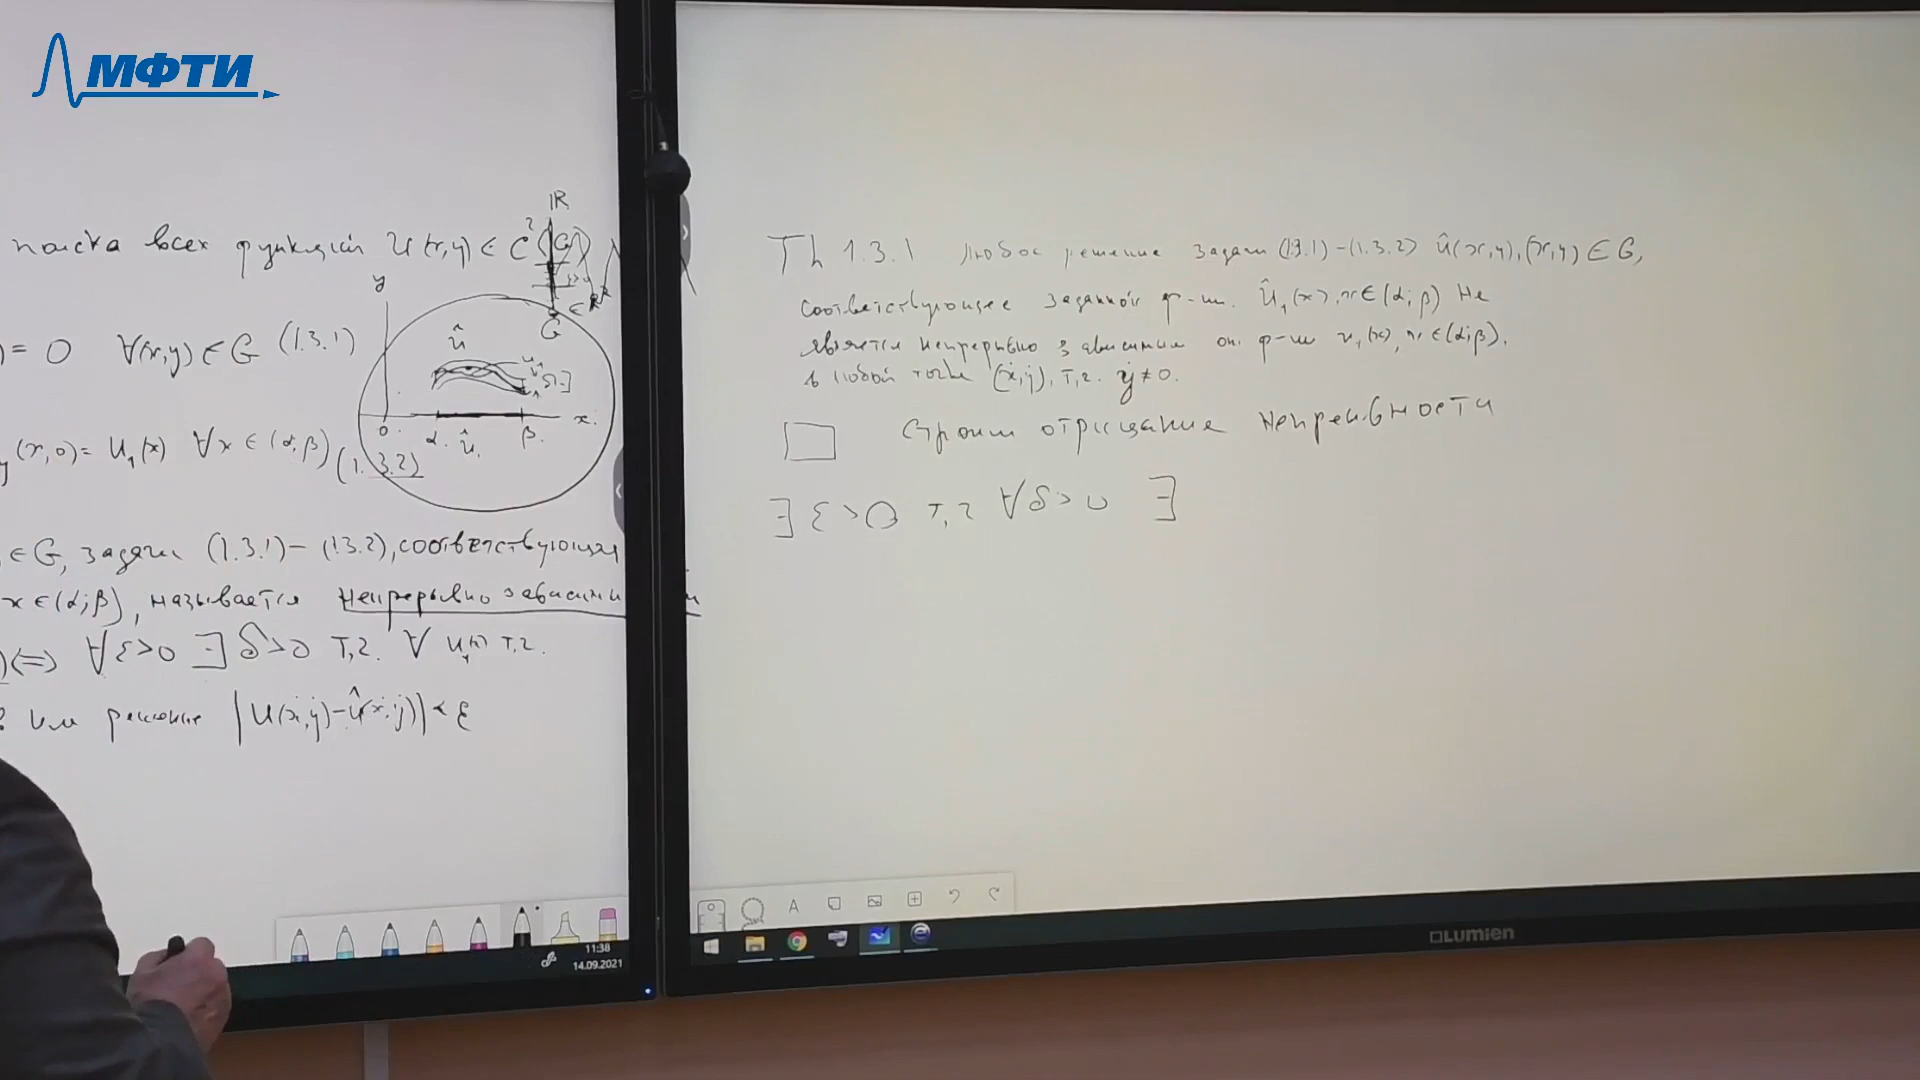 МФТИ
поиска всех функций u(x,y) ∈ C²(G)
) = 0 ∀(x,y) ∈ G (1.3.1)
y(x,0) = u₁(x) ∀x ∈ (α;β) (1.3.2)
∈ G, задачи (1.3.1) – (1.3.2), соответствующая
x ∈ (α;β), называется непрерывно зависимым
)⟺ ∀ε>0 ∃δ>0 т.ч. ∀ u₁(x) т.ч.
или решение |u(ẋ,ẏ) – û(ẋ,ẏ)| < ε
ℝ
G
y
û
0
α
û₁
β
x
Th 1.3.1 Любое решение задачи (1.3.1) – (1.3.2) û(x,y), (x,y) ∈ G,
соответствующее заданной ф-ии û₁(x), x ∈ (α;β) не
является непрерывно зависимым от ф-ии u₁(x), x ∈ (α;β).
в любой точке (ẋ,ẏ), т.ч. ẏ ≠ 0.
Строим отрицание непрерывности
∃ ε > 0 т.ч. ∀ δ > 0 ∃
11:38
14.09.2021
Lumien